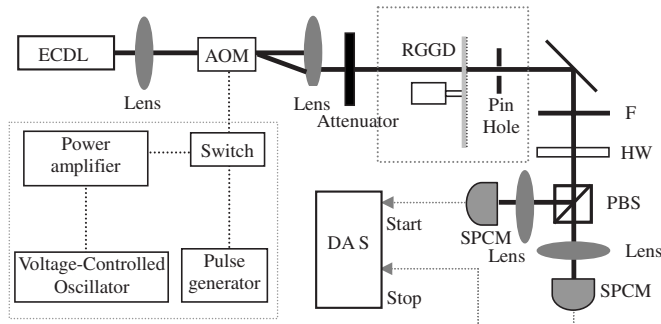 ECDL
Lens
AOM
Lens
Attenuator
RGGD
Pin
Hole
F
HW
PBS
Lens
SPCM
Power
amplifier
Switch
Voltage-Controlled
Oscillator
Pulse
generator
DA S
Start
Stop
SPCM
Lens